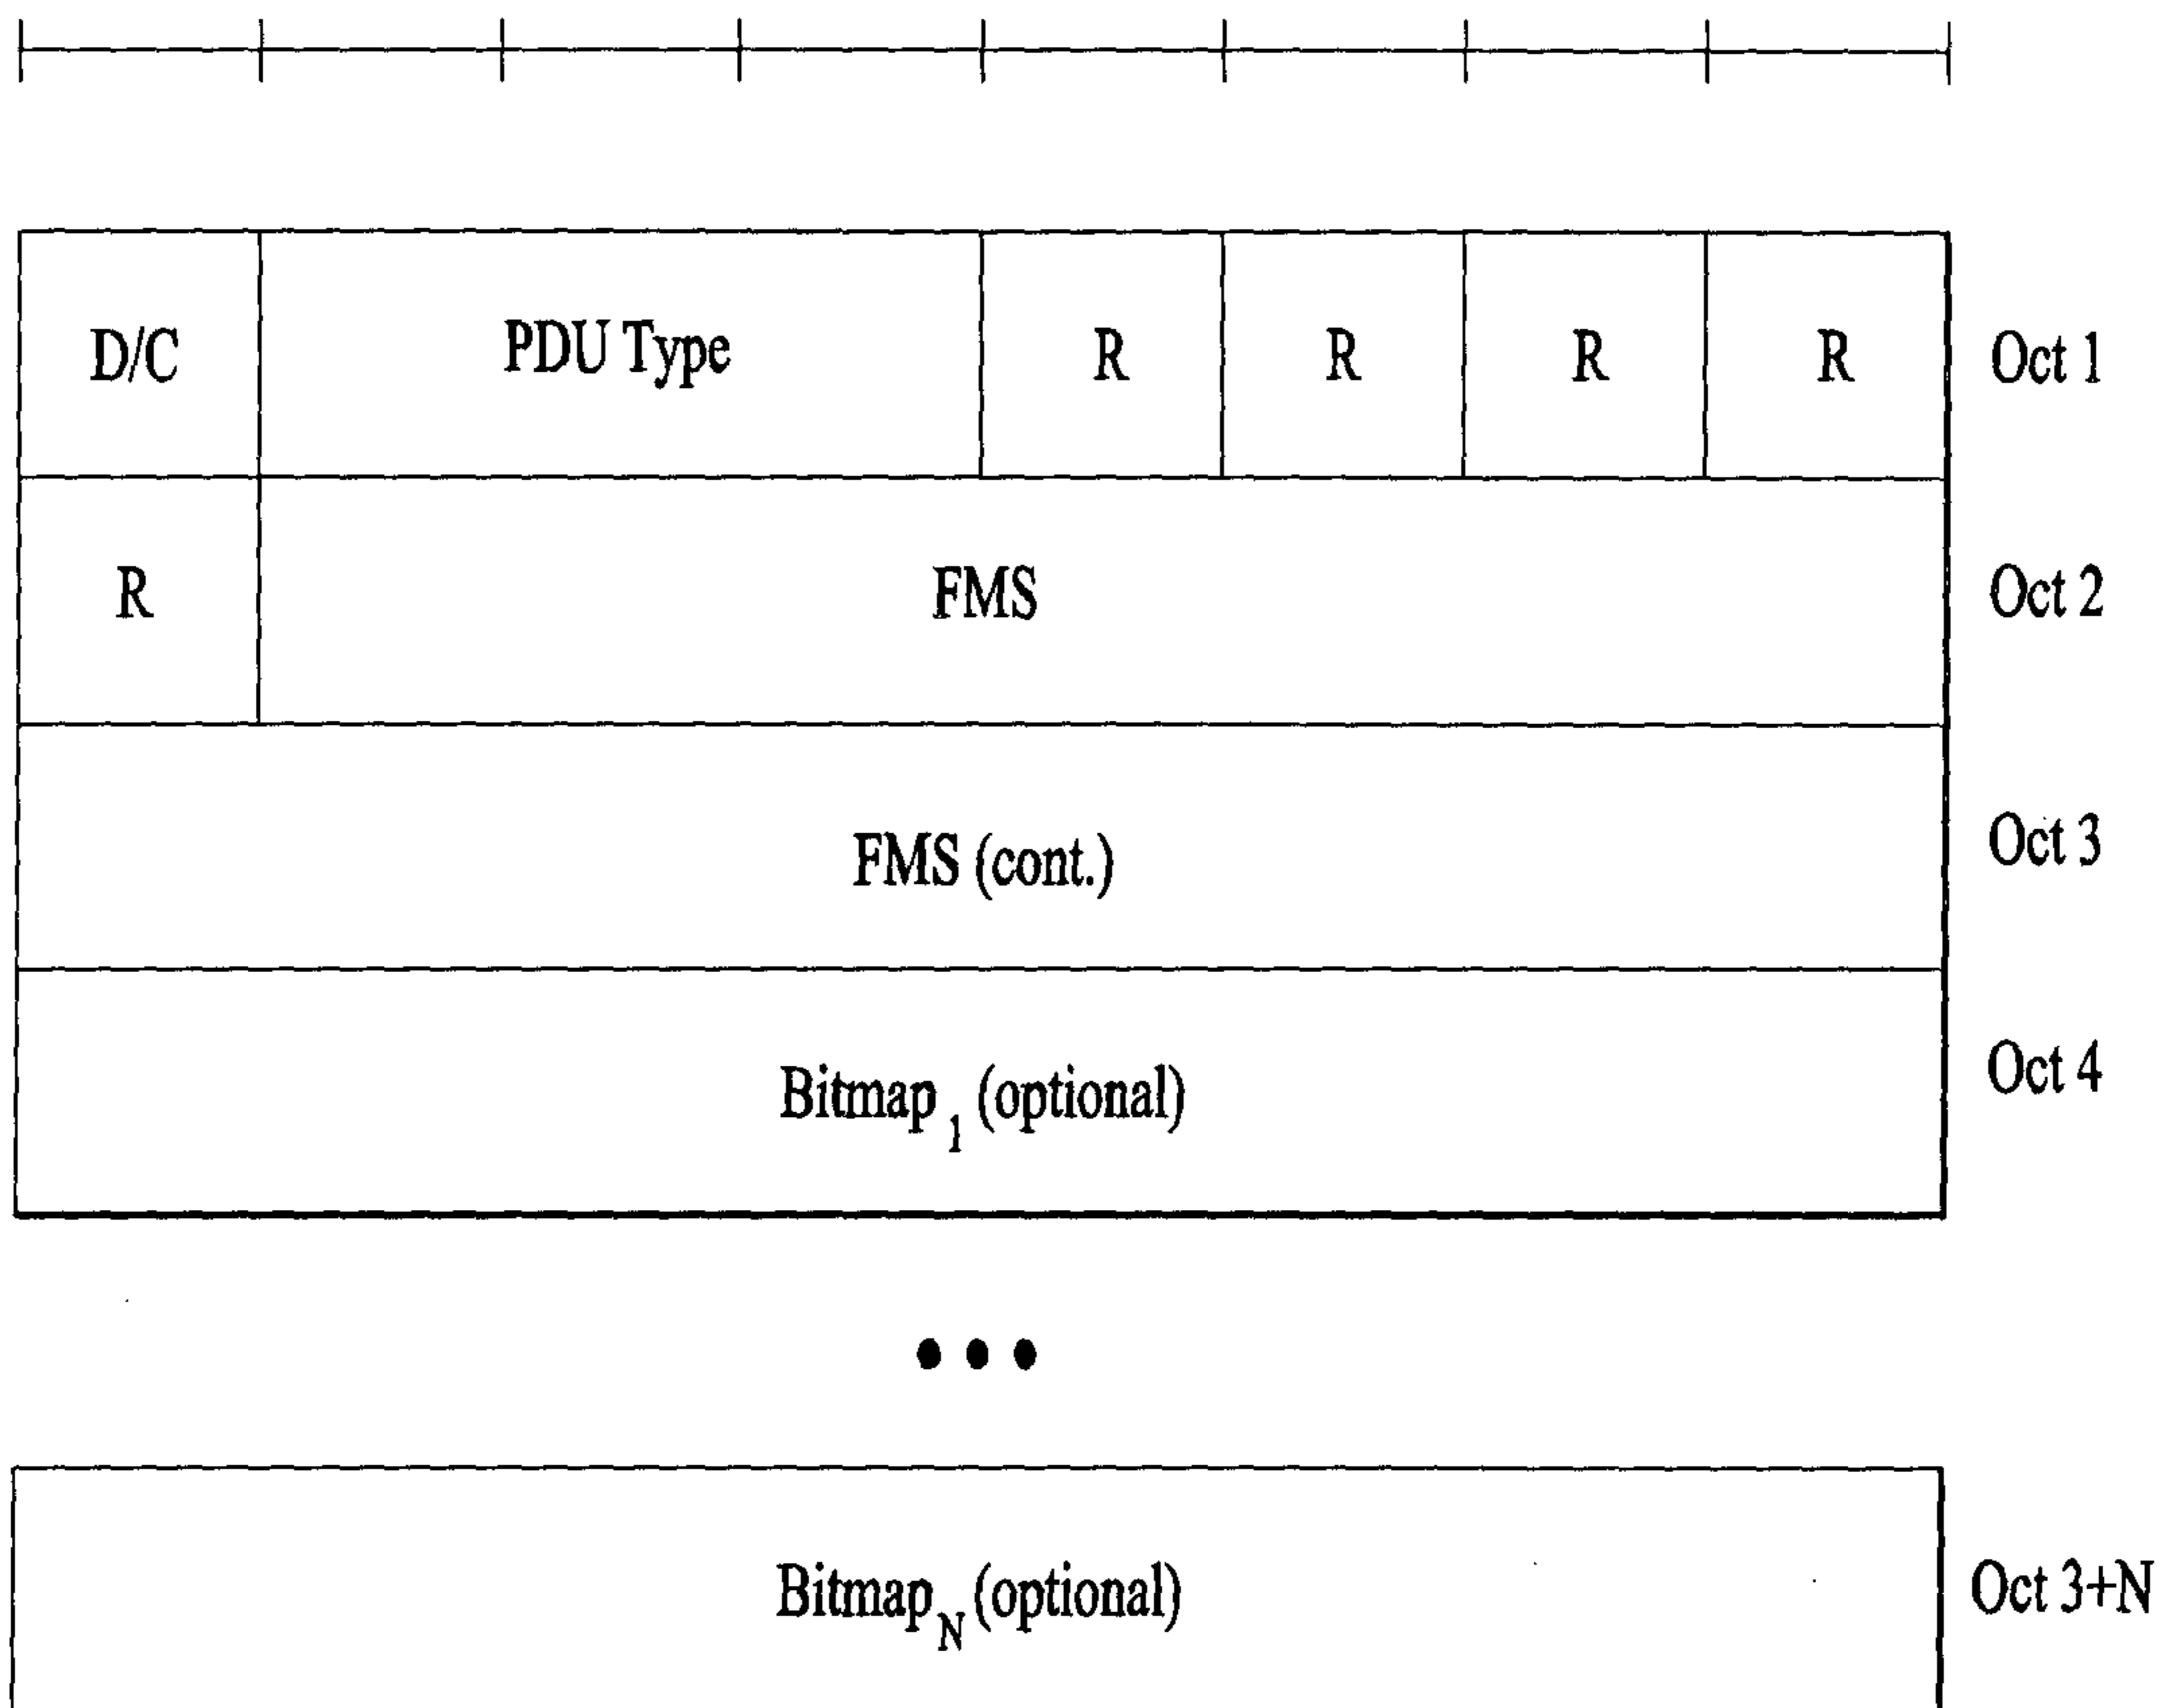 D/C PDU Type R R R R Oct 1
R FMS Oct 2
FMS (cont.) Oct 3
Bitmap 1 (optional) Oct 4
BitmapN (optional) Oct 3+N